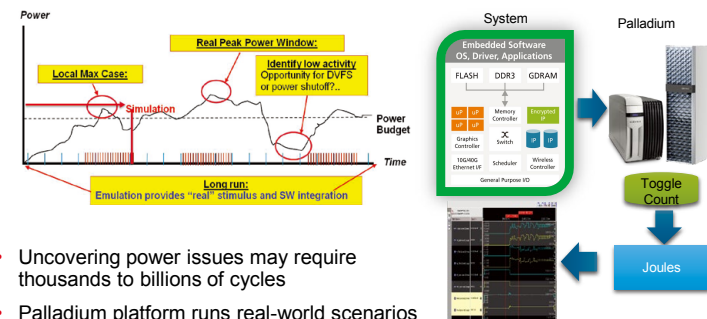 Power
Real Peak Power Window:
Identify low activity
Opportunity for DVFS
or power shutoff?..
Local Max Case:
Simulation
Power
Budget
Time
Long run:
Emulation provides "real" stimulus and SW integration
• Uncovering power issues may require
thousands to billions of cycles
• Palladium platform runs real-world scenarios
System
Palladium
Embedded Software
OS, Driver, Applications
FLASH
DDR3
GDRAM
uP
uP
uP
uP
Memory
Controller
Encrypted
IP
Graphics
Controller
Switch
IP
IP
10G/40G
Ethernet I/F
Scheduler
Wireless
Controller
General Purpose I/O
Toggle
Count
Joules